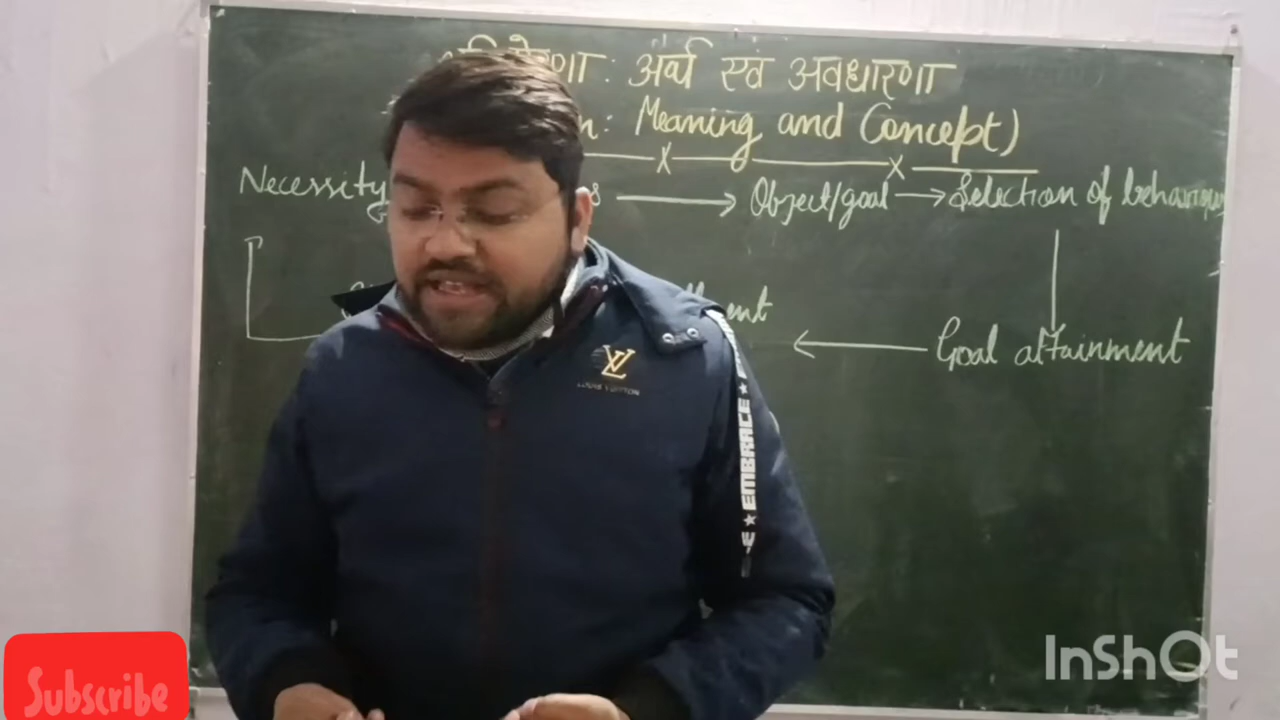 : अर्थ एवं अवधारणा
: Meaning and Concept)
Necessity → Object/goal → Selection of behaviour
Goal attainment
LV
LOUIS VUITTON
★ EMBRACE ★
Subscribe
InShOt